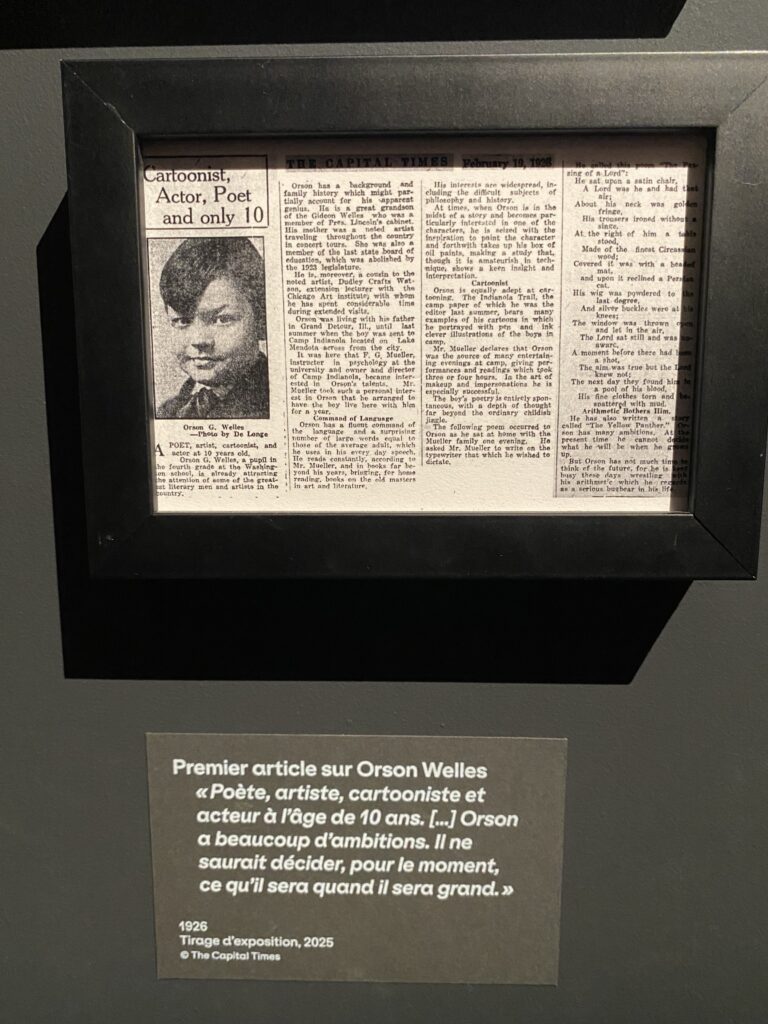 Cartoonist,
Actor, Poet
and only 10
Orson G. Welles
—Photo by De Longe
A POET, artist, cartoonist, and
actor at 10 years old.
Orson G. Welles, a pupil in
the fourth grade at the Washing-
ton school, is already attracting
the attention of some of the great-
est literary men and artists in the
country.
THE CAPITAL TIMES February 19, 1926
Orson has a background and
family history which might par-
tially account for his apparent
genius. He is a great grandson
of the Gideon Welles who was a
member of Pres. Lincoln's cabinet.
His mother was a noted artist
traveling throughout the country
in concert tours. She was also a
member of the last state board of
education, which was abolished by
the 1923 legislature.
He is, moreover, a cousin to the
noted artist, Dudley Crafts Wat-
son, extension lecturer with the
Chicago Art institute, with whom
he has spent considerable time
during extended visits.
Orson was living with his father
in Grand Detour, Ill., until last
summer when the boy was sent to
Camp Indianola located on Lake
Mendota across from the city.
It was here that F. G. Mueller,
instructor in psychology at the
university and owner and director
of Camp Indianola, became inter-
ested in Orson's talents. Mr.
Mueller took such a personal inter-
est in Orson that he arranged to
have the boy live here with him
for a year.
Command of Language
Orson has a fluent command of
the language and a surprising
number of large words equal to
those of the average adult, which
he uses in his every day speech.
He reads constantly, according to
Mr. Mueller, and in books far be-
yond his years, bringing, for home
reading, books on the old masters
in art and literature.
His interests are widespread, in-
cluding the difficult subjects of
philosophy and history.
At times, when Orson is in the
midst of a story and becomes par-
ticularly interested in one of the
characters, he is seized with the
inspiration to paint the character
and forthwith takes up his box of
oil paints, making a study that,
though it is amateurish in tech-
nique, shows a keen insight and
interpretation.
Cartoonist
Orson is equally adept at car-
tooning. The Indianola Trail, the
camp paper of which he was the
editor last summer, bears many
examples of his cartoons in which
he portrayed with pen and ink
clever illustrations of the boys in
camp.
Mr. Mueller declares that Orson
was the source of many entertain-
ing evenings at camp, giving per-
formances and readings which took
three or four hours. In the art of
makeup and impersonations he is
especially successful.
The boy's poetry is entirely spon-
taneous, with a depth of thought
far beyond the ordinary childish
jingle.
The following poem occurred to
Orson as he sat at home with the
Mueller family one evening. He
asked Mr. Mueller to write on the
typewriter that which he wished to
dictate.
He called this poem "The Pas-
sing of a Lord":
He sat upon a satin chair,
A Lord was he and had that
air;
About his neck was golden
fringe,
His trousers ironed without a
singe.
At the right of him a table
stood,
Made of the finest Circassian
wood;
Covered it was with a beaded
mat,
and upon it reclined a Persian
cat.
His wig was powdered to the
last degree,
And silver buckles were at his
knees;
The window was thrown open
and let in the air,
The Lord sat still and was
aware,
A moment before there had been
a shot,
The aim was true but the Lord
knew not;
The next day they found him in
a pool of his blood,
His fine clothes torn and be-
spattered with mud.
Arithmetic Bothers Him.
He has also written a story
called "The Yellow Panther." Or-
son has many ambitions. At the
present time he cannot decide
what he will be when he grows
up.
But Orson has not much time to
think of the future, for he is kept
busy these days wrestling with
his arithmetic which he regards
as a serious bugbear in his life.
Premier article sur Orson Welles
« Poète, artiste, cartooniste et
acteur à l'âge de 10 ans. [...] Orson
a beaucoup d'ambitions. Il ne
saurait décider, pour le moment,
ce qu'il sera quand il sera grand. »
1926
Tirage d'exposition, 2025
© The Capital Times